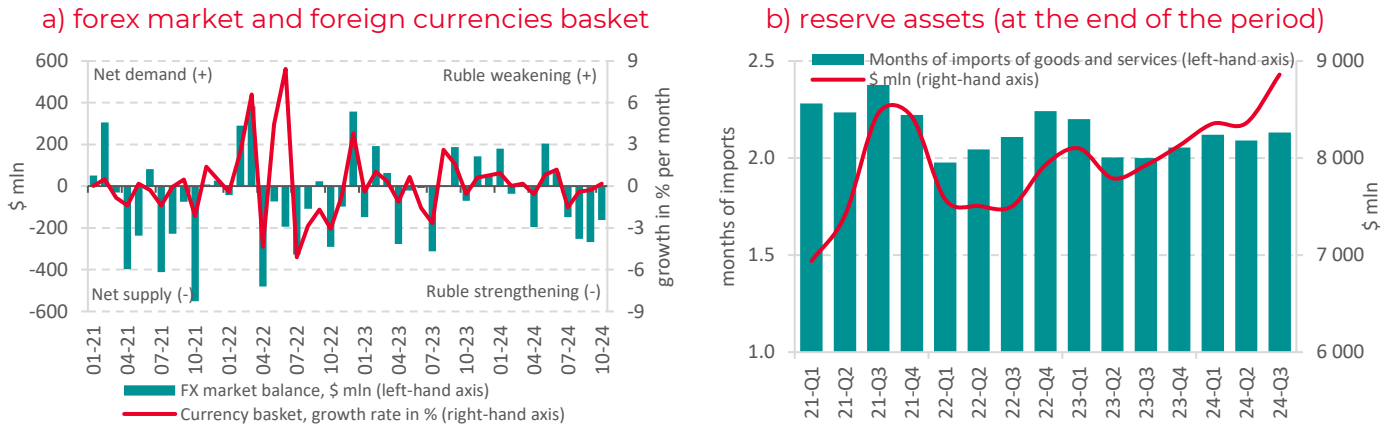 a) forex market and foreign currencies basket
600
400
200
0
-200
-400
-600
$ mln
Net demand (+)
Ruble weakening (+)
Net supply (-)
Ruble strengthening (-)
9
6
3
0
-3
-6
-9
growth in % per month
01-21
04-21
07-21
10-21
01-22
04-22
07-22
10-22
01-23
04-23
07-23
10-23
01-24
04-24
07-24
10-24
FX market balance, $ mln (left-hand axis)
Currency basket, growth rate in % (right-hand axis)
b) reserve assets (at the end of the period)
2.5
2.0
1.5
1.0
months of imports
Months of imports of goods and services (left-hand axis)
$ mln (right-hand axis)
9 000
8 000
7 000
6 000
$ mln
21-Q1
21-Q2
21-Q3
21-Q4
22-Q1
22-Q2
22-Q3
22-Q4
23-Q1
23-Q2
23-Q3
23-Q4
24-Q1
24-Q2
24-Q3